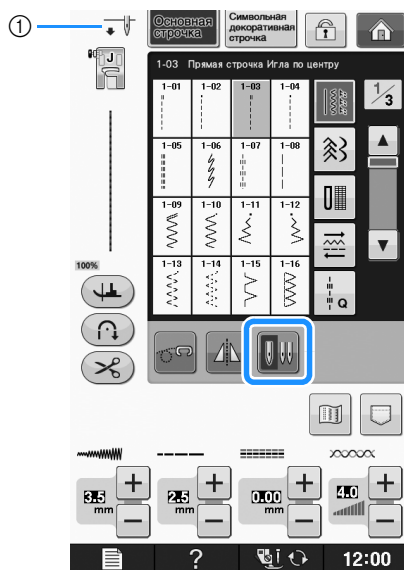 ①
Основная
строчка
Символьная
декоративная
строчка
J
1-03 Прямая строчка Игла по центру
1/3
1-01 1-02 1-03 1-04
1-05 1-06 1-07 1-08
1-09 1-10 1-11 1-12
1-13 1-14 1-15 1-16
Q
100%
3.5 mm
2.5 mm
0.00 mm
4.0
? 12:00